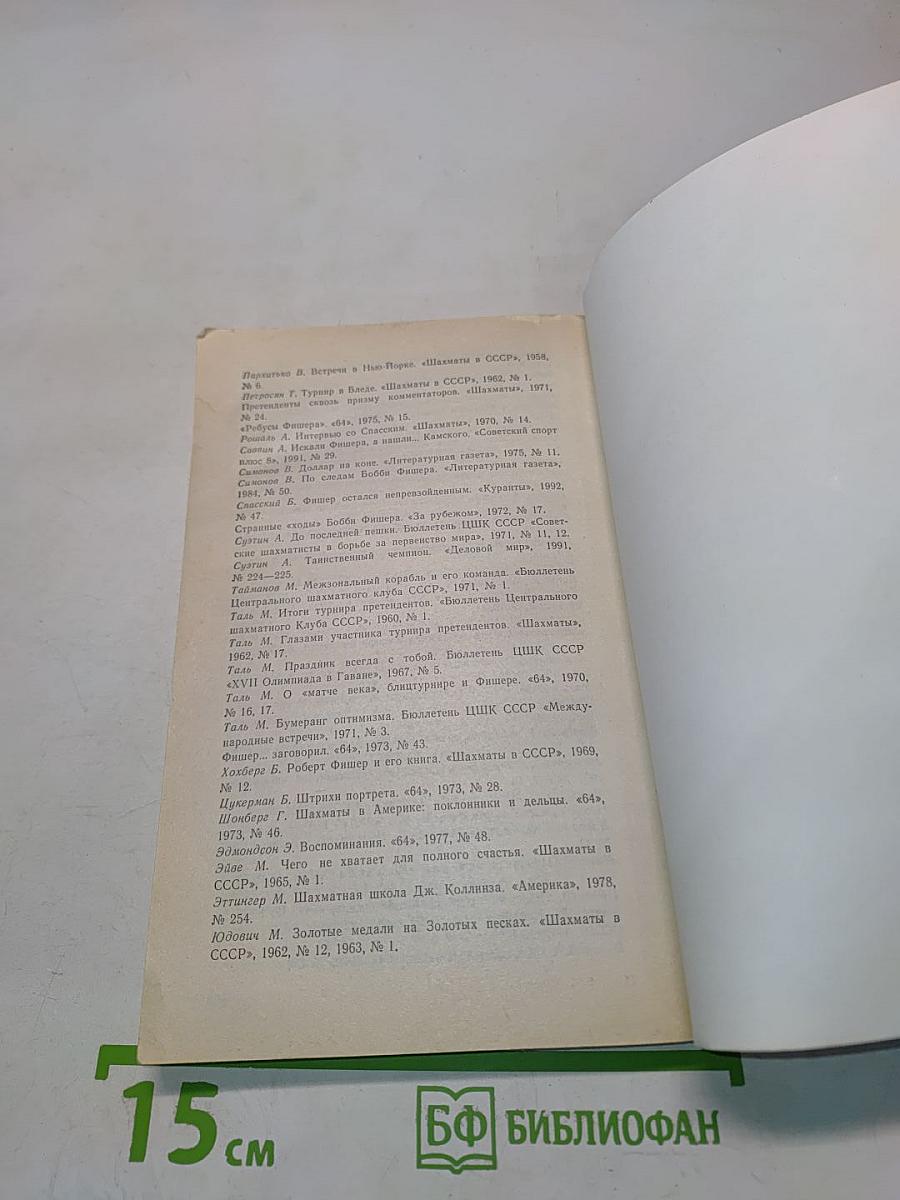 Пархитько В. Встречи в Нью-Йорке. «Шахматы в СССР», 1958,
№ 6.
Петросян Т. Турнир в Бледе. «Шахматы в СССР», 1962, № 1.
Претенденты сквозь призму комментаторов. «Шахматы», 1971,
№ 24.
«Ребусы Фишера». «64», 1975, № 15.
Рошаль А. Интервью со Спасским. «Шахматы», 1970, № 14.
Саввин А. Искали Фишера, а нашли... Камского. «Советский спорт
плюс 8», 1991, № 29.
Симонов В. Доллар на коне. «Литературная газета», 1975, № 11.
Симонов В. По следам Бобби Фишера. «Литературная газета»,
1984, № 50.
Спасский Б. Фишер остался непревзойденным. «Куранты», 1992,
№ 47.
Странные «ходы» Бобби Фишера. «За рубежом», 1972, № 17.
Суэтин А. До последней пешки. Бюллетень ЦШК СССР «Совет-
ские шахматисты в борьбе за первенство мира», 1971, № 11, 12.
Суэтин А. Таинственный чемпион. «Деловой мир», 1991,
№ 224—225.
Тайманов М. Межзональный корабль и его команда. «Бюллетень
Центрального шахматного клуба СССР», 1971, № 1.
Таль М. Итоги турнира претендентов. «Бюллетень Центрального
шахматного Клуба СССР», 1960, № 1.
Таль М. Глазами участника турнира претендентов. «Шахматы»,
1962, № 17.
Таль М. Праздник всегда с тобой. Бюллетень ЦШК СССР
«XVII Олимпиада в Гаване», 1967, № 5.
Таль М. О «матче века», блицтурнире и Фишере. «64», 1970,
№ 16, 17.
Таль М. Бумеранг оптимизма. Бюллетень ЦШК СССР «Между-
народные встречи», 1971, № 3.
Фишер... заговорил. «64», 1973, № 43.
Хохберг Б. Роберт Фишер и его книга. «Шахматы в СССР», 1969,
№ 12.
Цукерман Б. Штрихи портрета. «64», 1973, № 28.
Шонберг Г. Шахматы в Америке: поклонники и дельцы. «64»,
1973, № 46.
Эдмондсон Э. Воспоминания. «64», 1977, № 48.
Эйве М. Чего не хватает для полного счастья. «Шахматы в
СССР», 1965, № 1.
Эттингер М. Шахматная школа Дж. Коллинза. «Америка», 1978,
№ 254.
Юдович М. Золотые медали на Золотых песках. «Шахматы в
СССР», 1962, № 12, 1963, № 1.
15 см
БФ БИБЛИОФАН